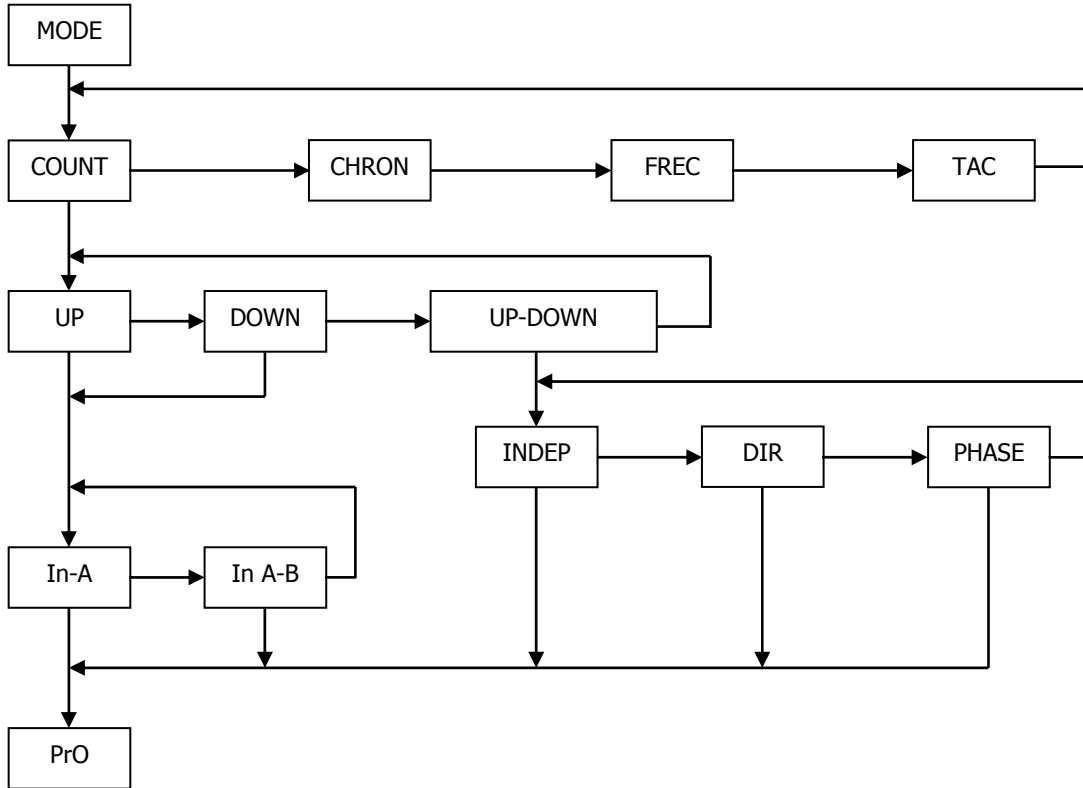 MODE
COUNT
CHRON
FREC
TAC
UP
DOWN
UP-DOWN
INDEP
DIR
PHASE
In-A
In A-B
PrO